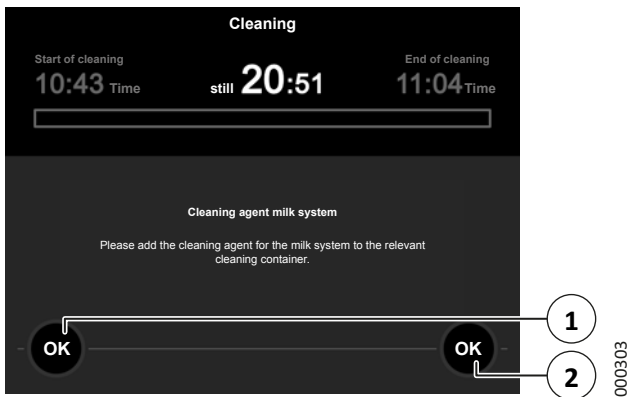 Cleaning
Start of cleaning
10:43 Time
still 20:51
End of cleaning
11:04 Time
Cleaning agent milk system
Please add the cleaning agent for the milk system to the relevant
cleaning container.
OK
OK
1
2
000303